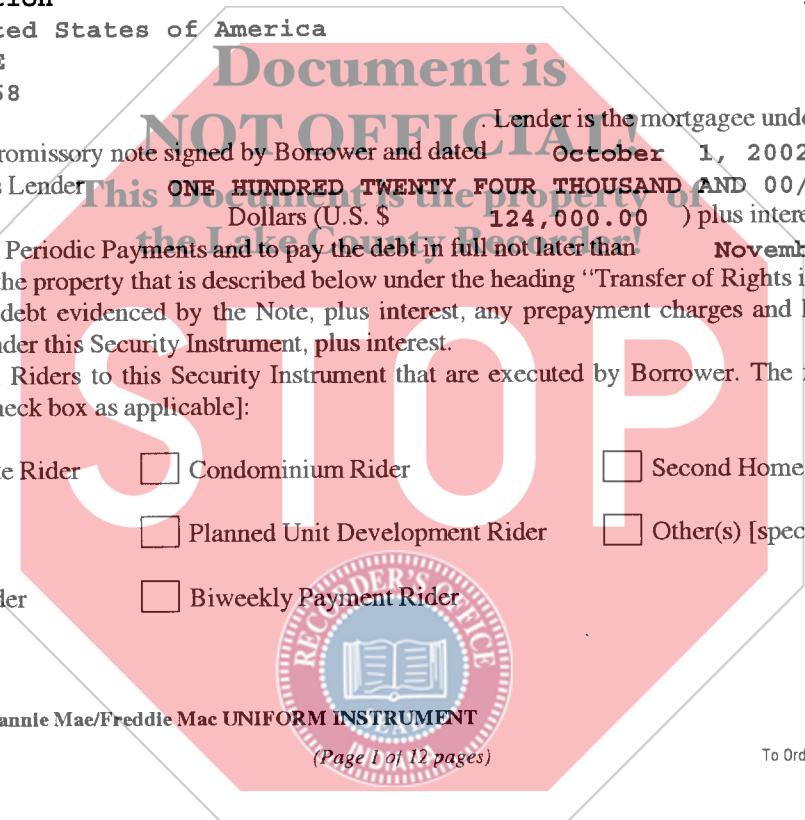 ted States of America
58
Document is
NOT OFFICIAL!
This Document is the property of
the Lake County Recorder!
. Lender is the mortgagee unde
romissory note signed by Borrower and dated October 1, 2002
s Lender ONE HUNDRED TWENTY FOUR THOUSAND AND 00/
Dollars (U.S. $ 124,000.00 ) plus intere
Periodic Payments and to pay the debt in full not later than Novemb
the property that is described below under the heading “Transfer of Rights i
debt evidenced by the Note, plus interest, any prepayment charges and l
nder this Security Instrument, plus interest.
Riders to this Security Instrument that are executed by Borrower. The
heck box as applicable]:
STOP
te Rider Condominium Rider Second Home
Planned Unit Development Rider Other(s) [spec
der Biweekly Payment Rider
RECORDER'S OFFICE
SEAL
INDIANA
annie Mae/Freddie Mac UNIFORM INSTRUMENT
(Page 1 of 12 pages)
To Ord